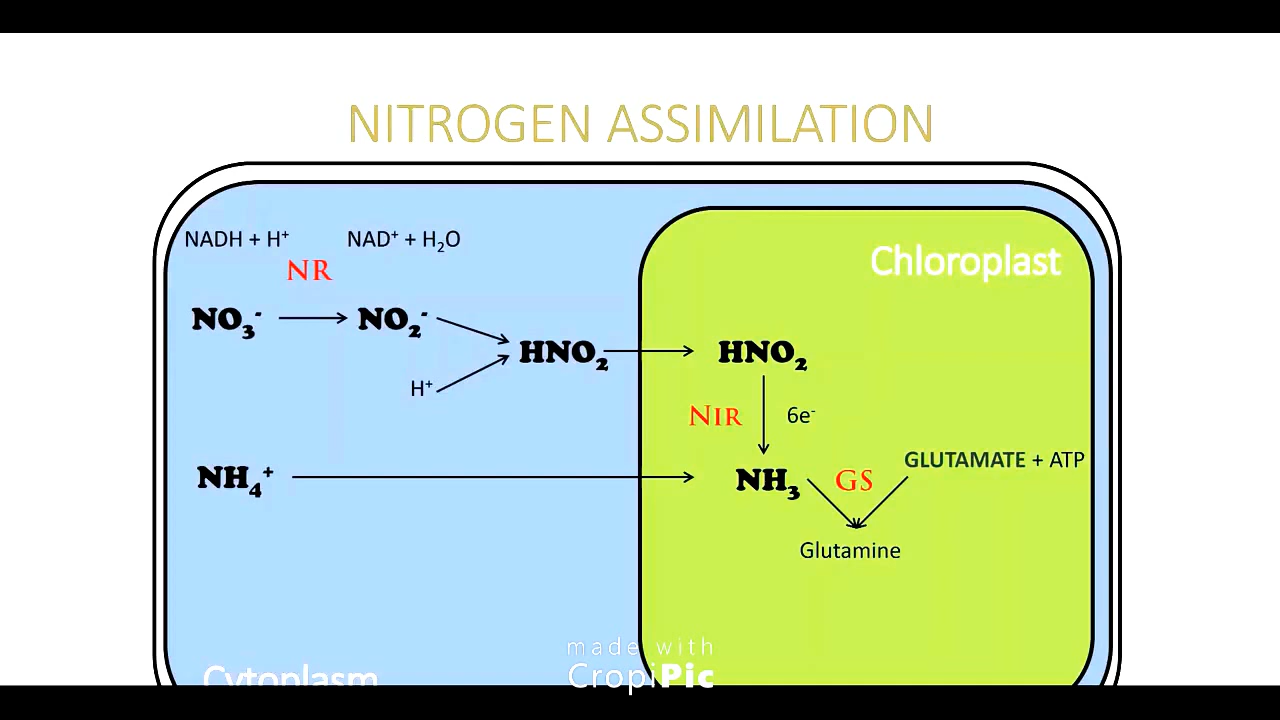 NITROGEN ASSIMILATION
NADH + H⁺ NAD⁺ + H₂O
Chloroplast
NR
NO₃⁻ NO₂⁻
HNO₂ HNO₂
H⁺
NIR 6e⁻
GLUTAMATE + ATP
NH₄⁺ NH₃ GS
Glutamine
made with
Cytoplasm CropiPic